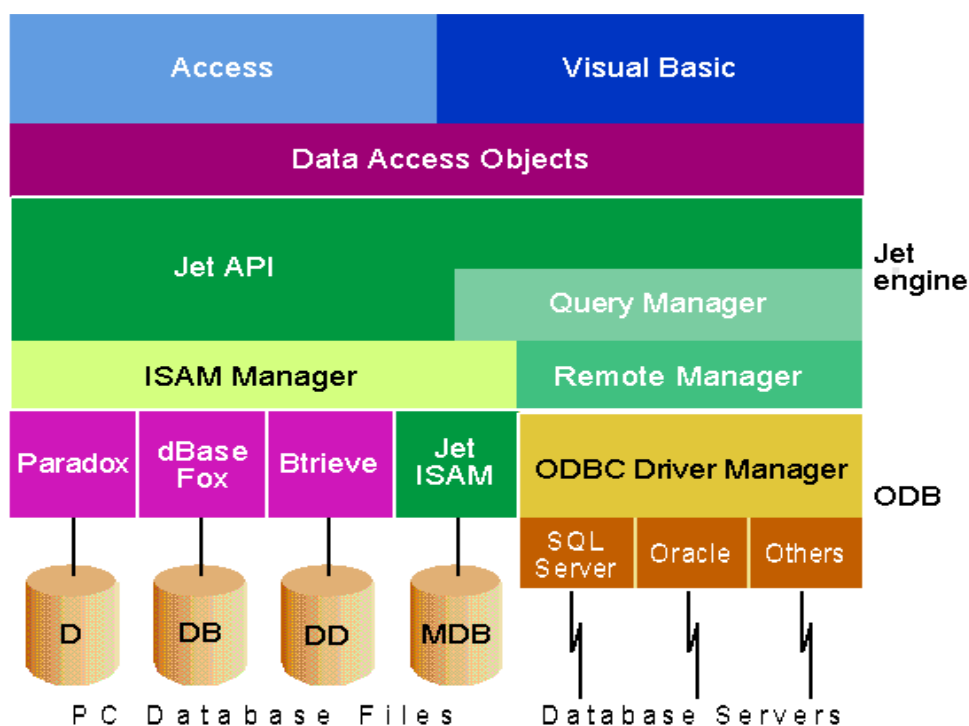 Access
Visual Basic
Data Access Objects
Jet API
Jet
engine
Query Manager
ISAM Manager
Remote Manager
Paradox
dBase
Fox
Btrieve
Jet
ISAM
ODBC Driver Manager
ODB
SQL
Server
Oracle
Others
D
DB
DD
MDB
PC Database Files
Database Servers